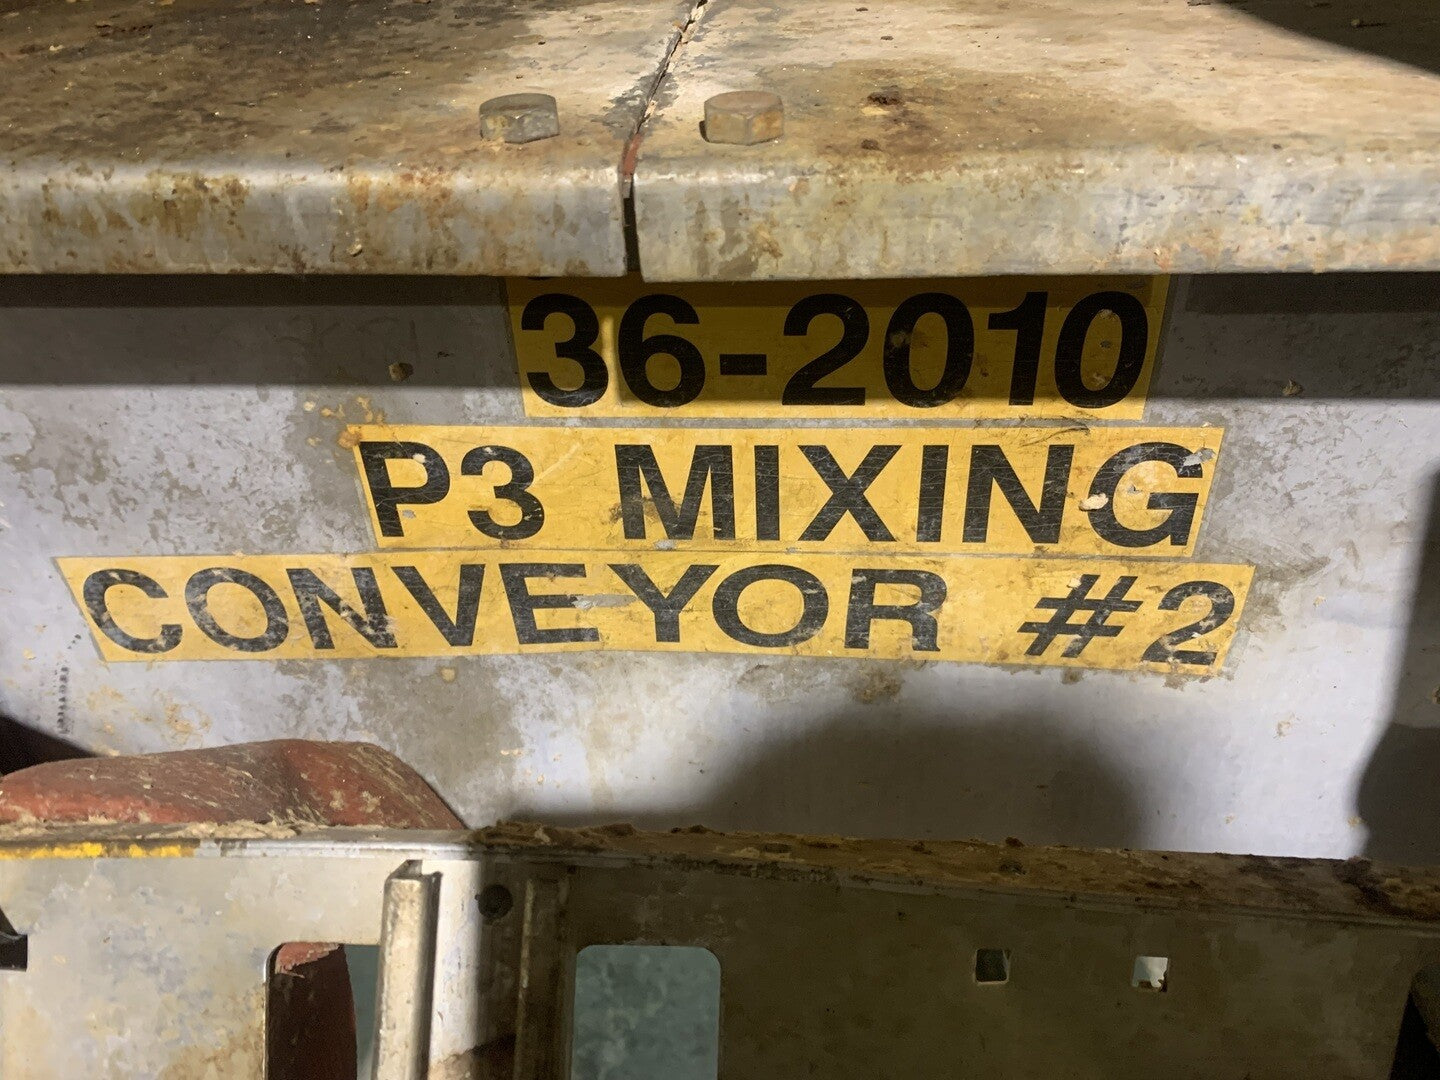 36-2010
P3 MIXING
CONVEYOR #2